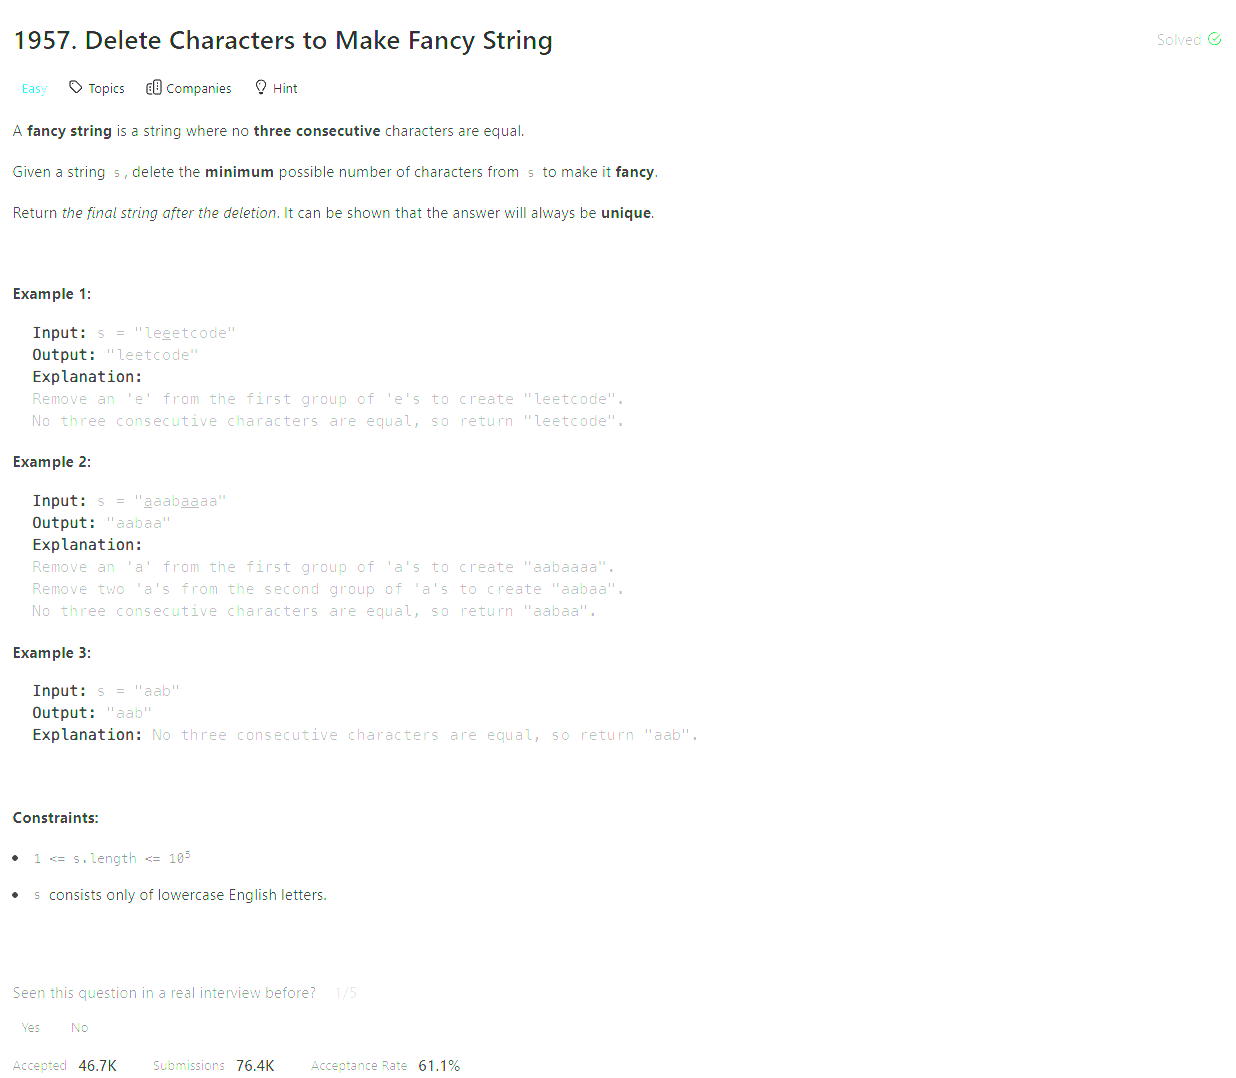 1957. Delete Characters to Make Fancy String
Solved
Easy Topics Companies Hint
A fancy string is a string where no three consecutive characters are equal.
Given a string s, delete the minimum possible number of characters from s to make it fancy.
Return the final string after the deletion. It can be shown that the answer will always be unique.
Example 1:
Input: s = "leeetcode"
Output: "leetcode"
Explanation:
Remove an 'e' from the first group of 'e's to create "leetcode".
No three consecutive characters are equal, so return "leetcode".
Example 2:
Input: s = "aaabaaaa"
Output: "aabaa"
Explanation:
Remove an 'a' from the first group of 'a's to create "aabaaaa".
Remove two 'a's from the second group of 'a's to create "aabaa".
No three consecutive characters are equal, so return "aabaa".
Example 3:
Input: s = "aab"
Output: "aab"
Explanation: No three consecutive characters are equal, so return "aab".
Constraints:
• 1 <= s.length <= 10⁵
• s consists only of lowercase English letters.
Seen this question in a real interview before? 1/5
Yes No
Accepted 46.7K Submissions 76.4K Acceptance Rate 61.1%